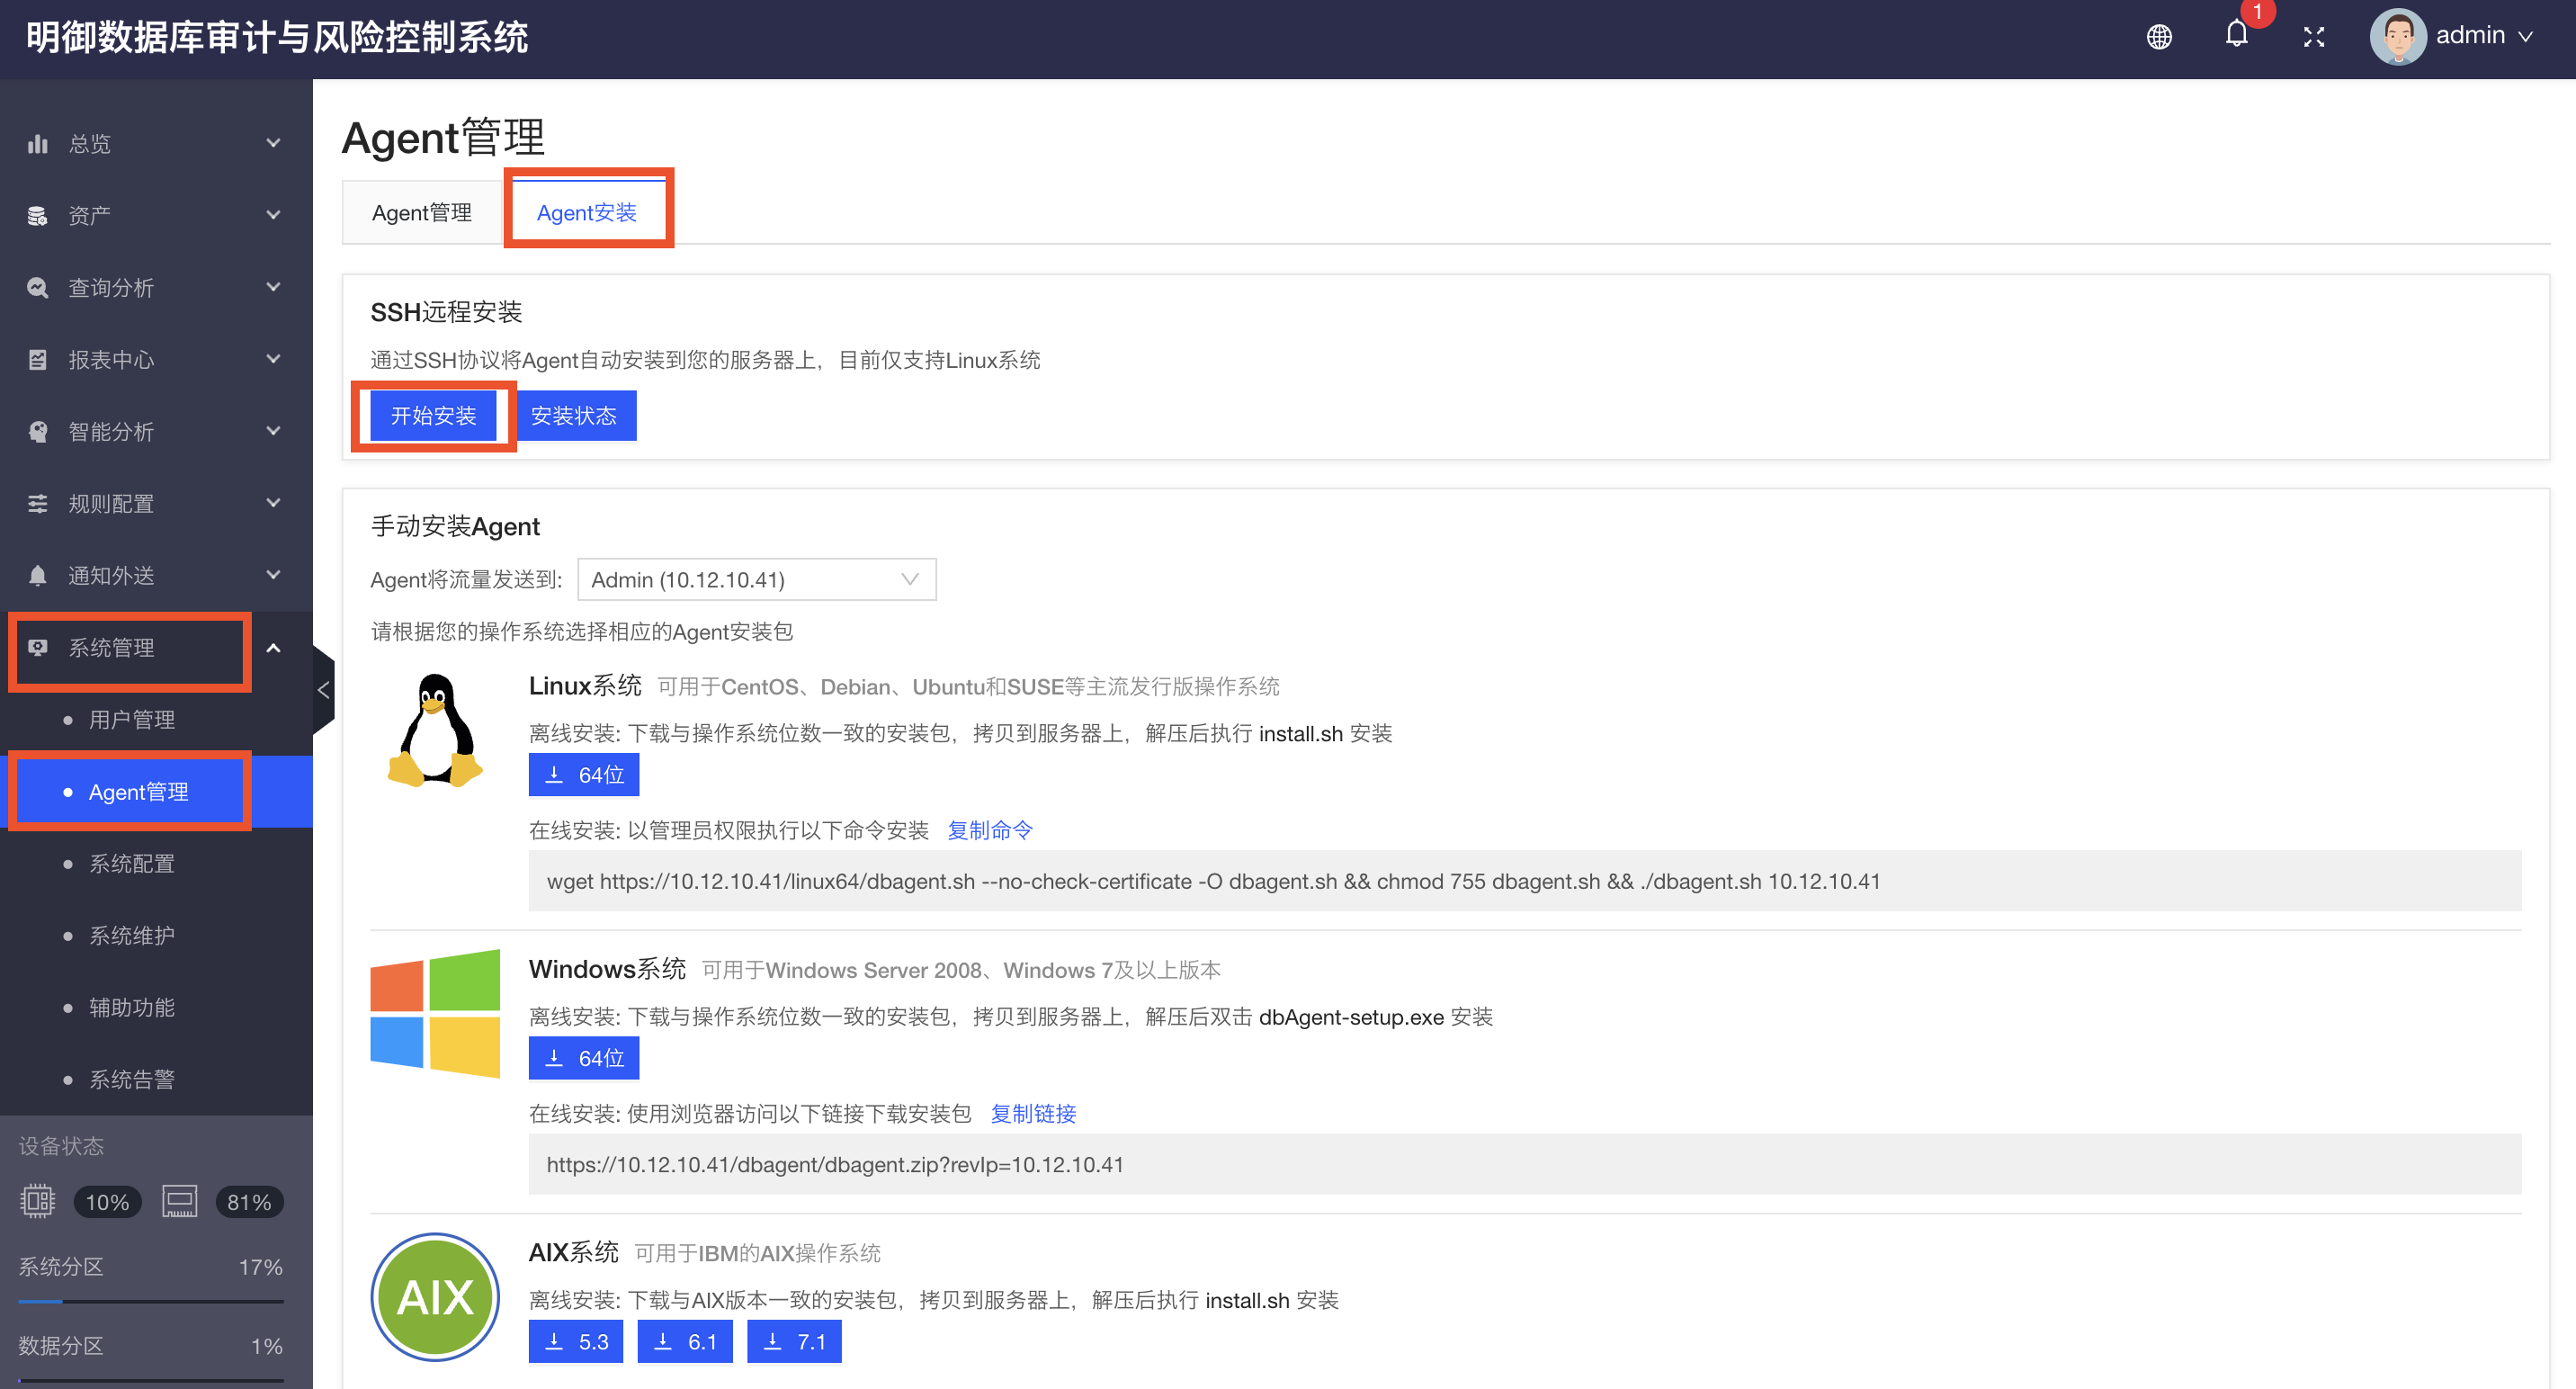 明御数据库审计与风险控制系统
1
admin
总览
资产
查询分析
报表中心
智能分析
规则配置
通知外送
系统管理
用户管理
Agent管理
系统配置
系统维护
辅助功能
系统告警
设备状态
10% 81%
系统分区 17%
数据分区 1%
Agent管理
Agent管理 Agent安装
SSH远程安装
通过SSH协议将Agent自动安装到您的服务器上，目前仅支持Linux系统
开始安装 安装状态
手动安装Agent
Agent将流量发送到: Admin (10.12.10.41)
请根据您的操作系统选择相应的Agent安装包
Linux系统 可用于CentOS、Debian、Ubuntu和SUSE等主流发行版操作系统
离线安装: 下载与操作系统位数一致的安装包，拷贝到服务器上，解压后执行 install.sh 安装
64位
在线安装: 以管理员权限执行以下命令安装 复制命令
wget https://10.12.10.41/linux64/dbagent.sh --no-check-certificate -O dbagent.sh && chmod 755 dbagent.sh && ./dbagent.sh 10.12.10.41
Windows系统 可用于Windows Server 2008、Windows 7及以上版本
离线安装: 下载与操作系统位数一致的安装包，拷贝到服务器上，解压后双击 dbAgent-setup.exe 安装
64位
在线安装: 使用浏览器访问以下链接下载安装包 复制链接
https://10.12.10.41/dbagent/dbagent.zip?revIp=10.12.10.41
AIX
AIX系统 可用于IBM的AIX操作系统
离线安装: 下载与AIX版本一致的安装包，拷贝到服务器上，解压后执行 install.sh 安装
5.3 6.1 7.1